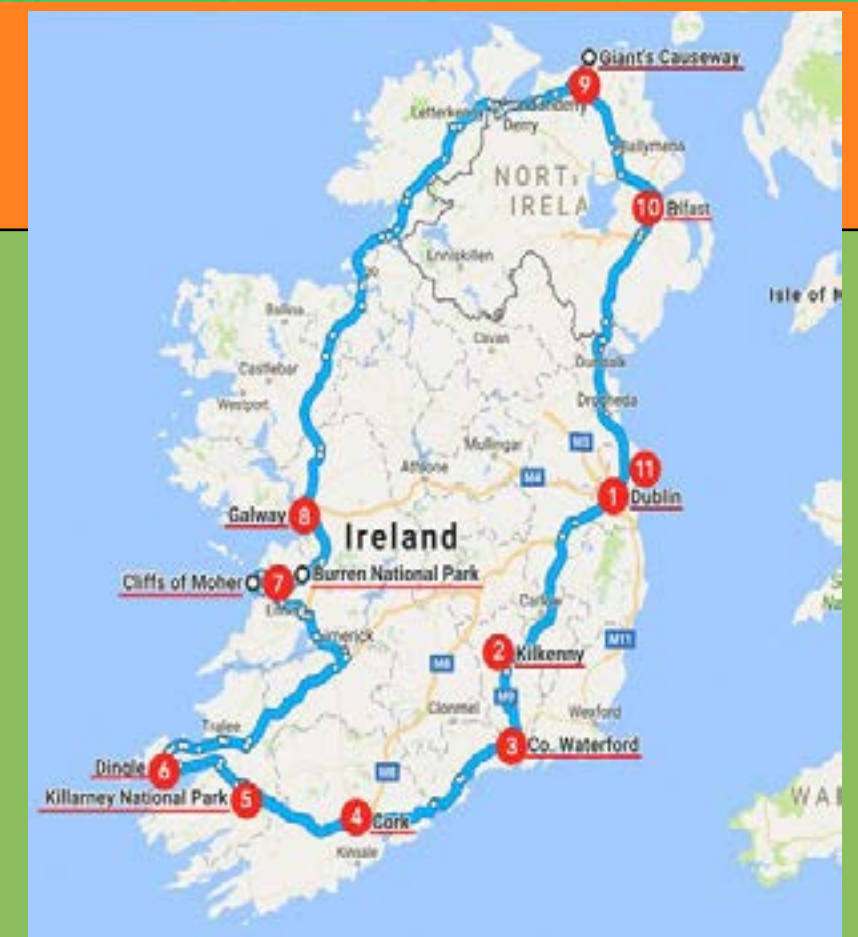 Giant's Causeway
9
Letterkenny
Derry
Ballymena
NORT
IRELA
10 Belfast
Enniskillen
Isle of M
Ballina
Cavan
Castlebar
Dundalk
Westport
Drogheda
Mullingar
M3
Athlone
M4
11
1 Dublin
Galway 8
Ireland
Cliffs of Moher 7 Burren National Park
Ennis
Carlow
Limerick
M11
2 Kilkenny
M8
M9
Clonmel
Wexford
Tralee
3 Co. Waterford
Dingle 6
M8
Killarney National Park 5
WA
4 Cork
Kinsale